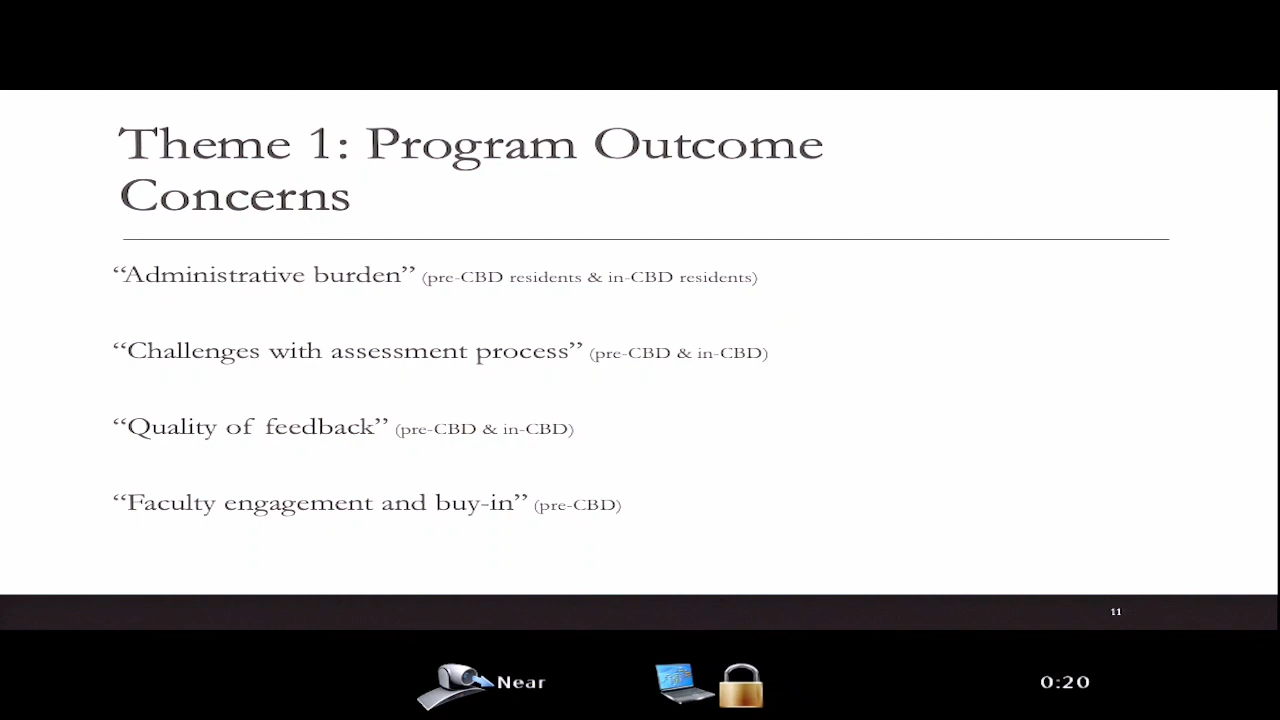 Theme 1: Program Outcome
Concerns
“Administrative burden” (pre-CBD residents & in-CBD residents)
“Challenges with assessment process” (pre-CBD & in-CBD)
“Quality of feedback” (pre-CBD & in-CBD)
“Faculty engagement and buy-in” (pre-CBD)
11
Near
0:20